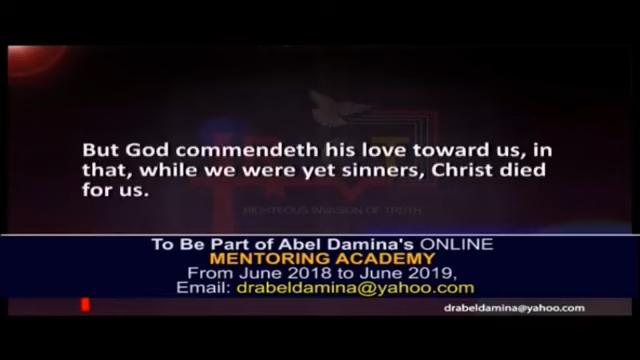 But God commendeth his love toward us, in
that, while we were yet sinners, Christ died
for us.
RIGHTEOUS INVASION OF TRUTH
To Be Part of Abel Damina's ONLINE
MENTORING ACADEMY
From June 2018 to June 2019,
Email: drabeldamina@yahoo.com
drabeldamina@yahoo.com